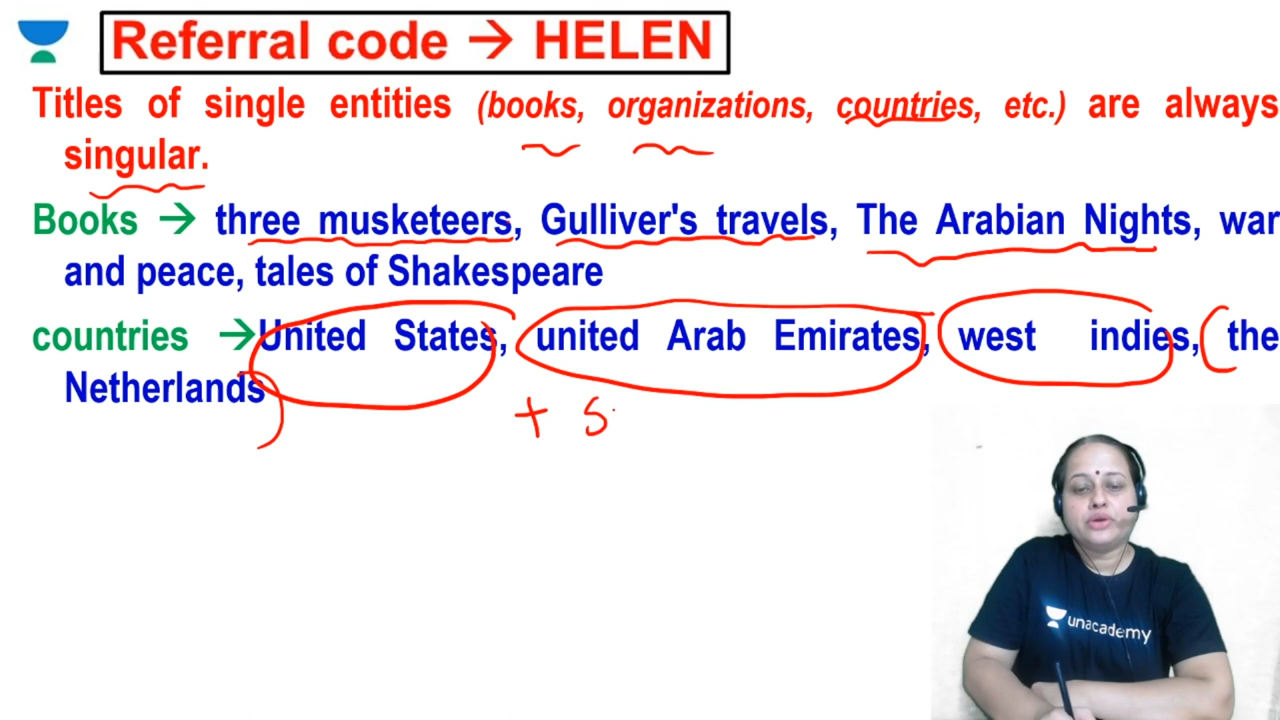 Referral code → HELEN
Titles of single entities (books, organizations, countries, etc.) are always
singular.
Books → three musketeers, Gulliver's travels, The Arabian Nights, war
and peace, tales of Shakespeare
countries →United States, united Arab Emirates, west indies, the
Netherlands
+ S.
unacademy